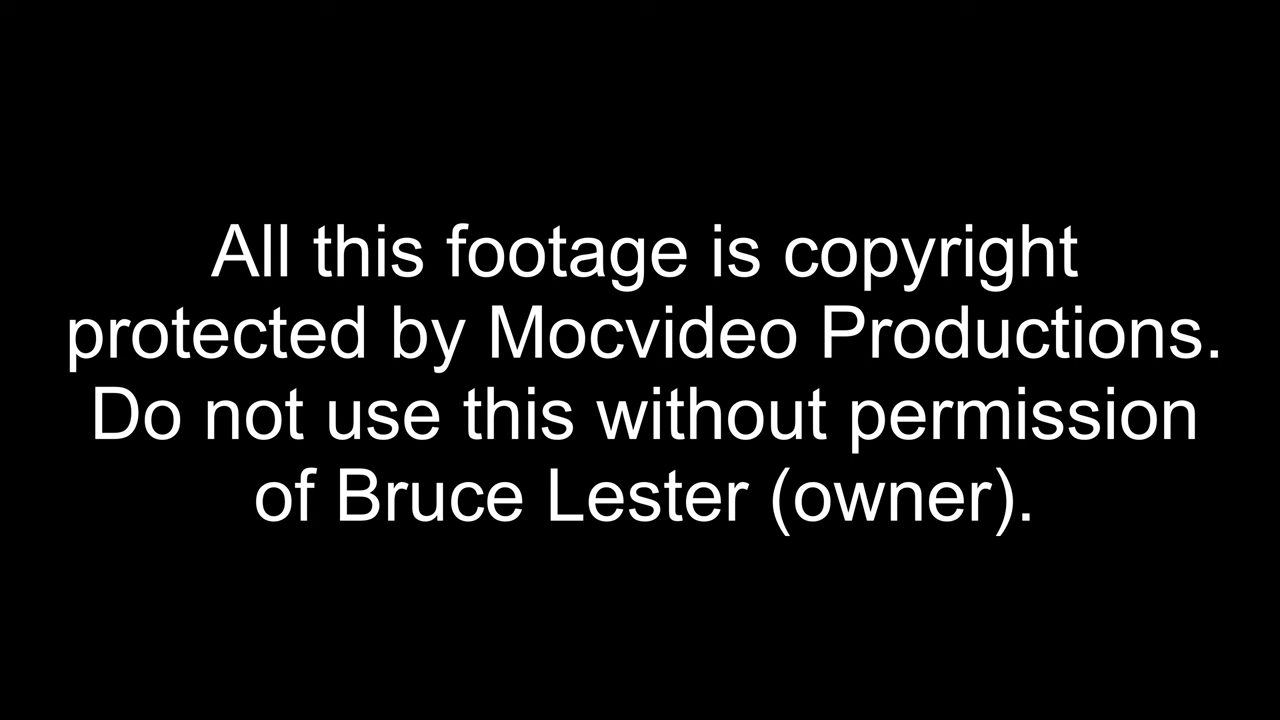 All this footage is copyright
protected by Mocvideo Productions.
Do not use this without permission
of Bruce Lester (owner).